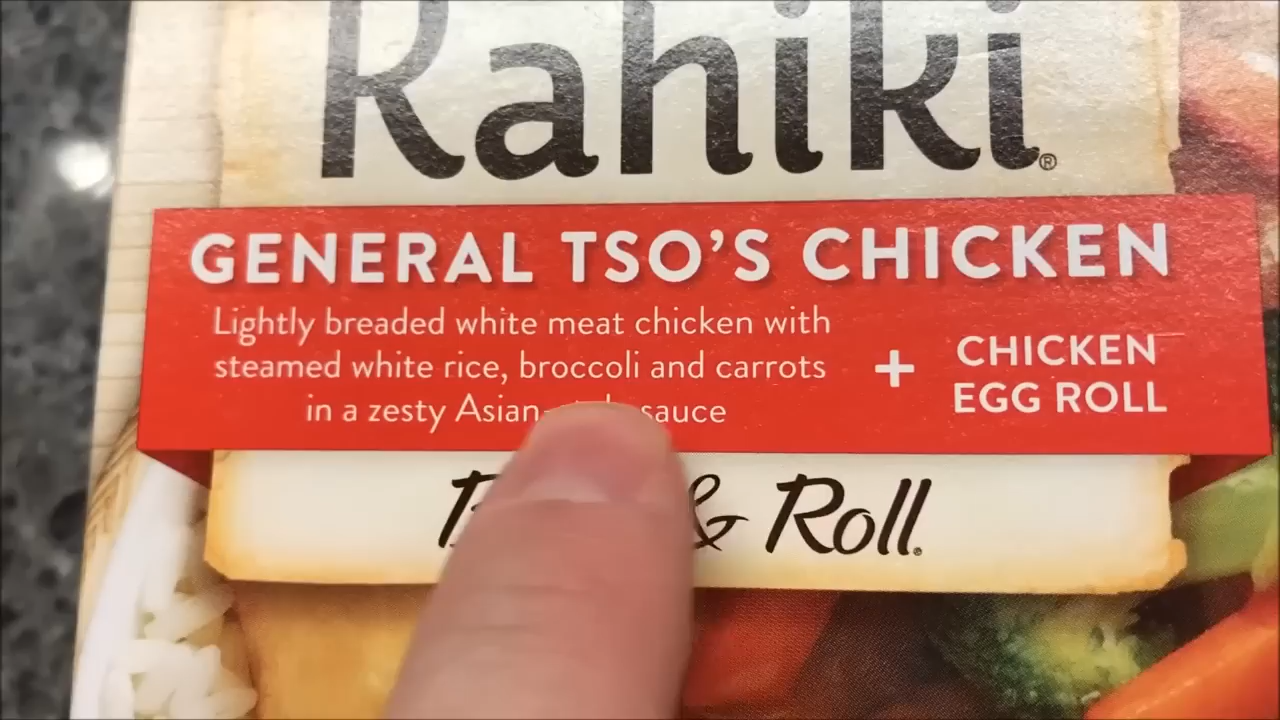 Rahiki®
GENERAL TSO'S CHICKEN
Lightly breaded white meat chicken with
steamed white rice, broccoli and carrots
in a zesty Asian- sauce
+
CHICKEN
EGG ROLL
& Roll